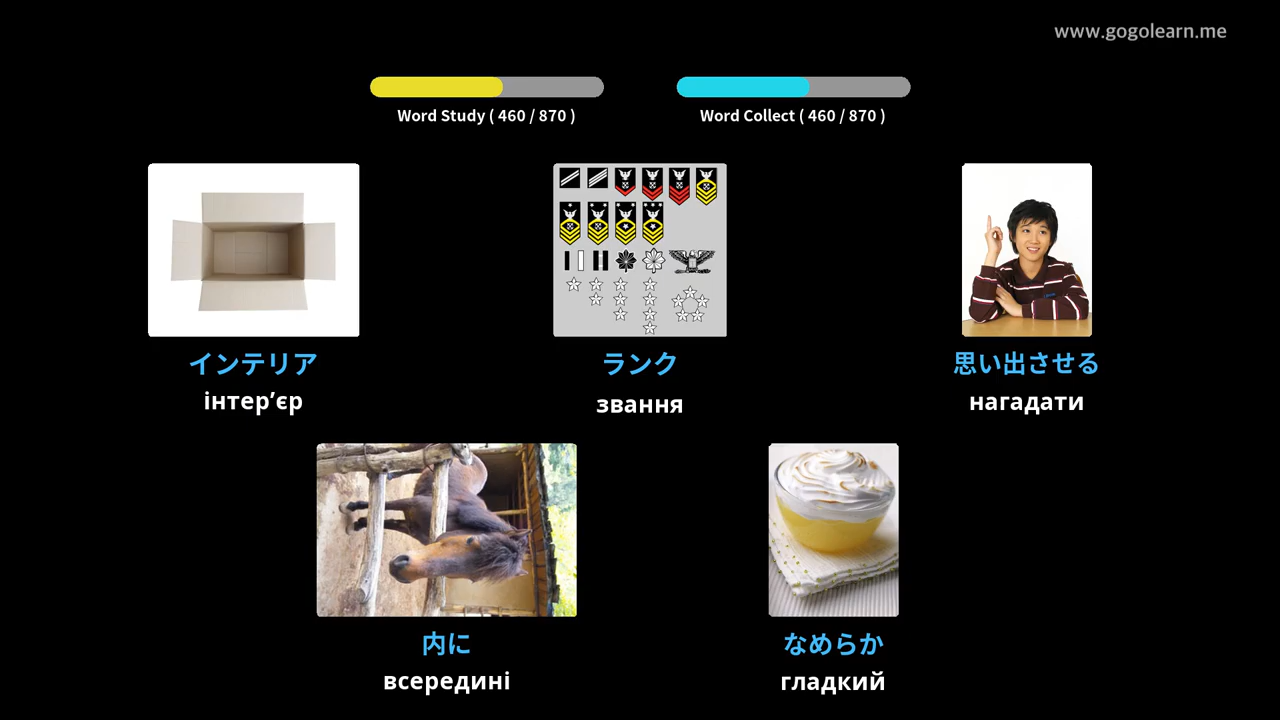 www.gogolearn.me
Word Study ( 460 / 870 )
Word Collect ( 460 / 870 )
インテリア
інтер’єр
ランク
звання
思い出させる
нагадати
内に
всередині
なめらか
гладкий